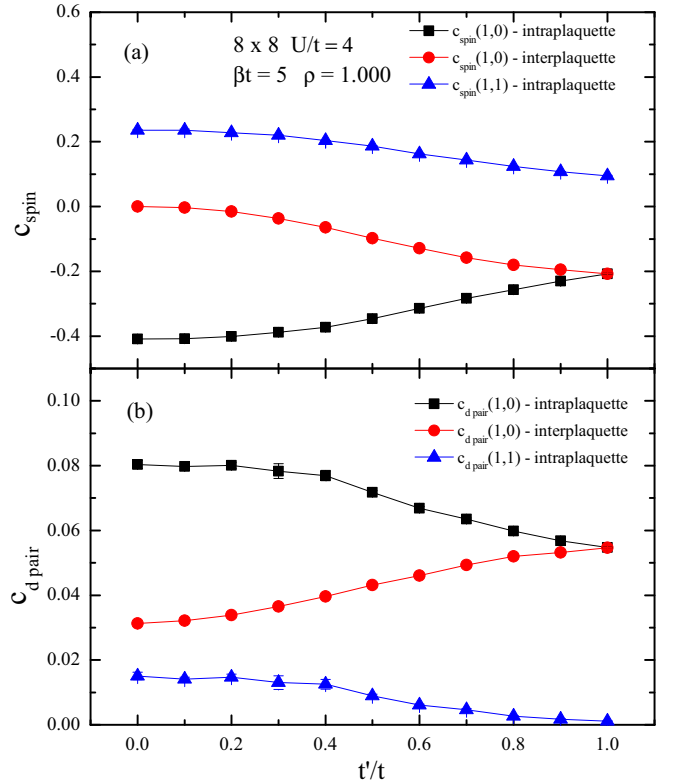 (a)
8 x 8 U/t = 4
βt = 5 ρ = 1.000
c_spin(1,0) - intraplaquette
c_spin(1,0) - interplaquette
c_spin(1,1) - intraplaquette
0.6
0.4
0.2
0.0
-0.2
-0.4
c_spin
(b)
c_d pair(1,0) - intraplaquette
c_d pair(1,0) - interplaquette
c_d pair(1,1) - intraplaquette
0.10
0.08
0.06
0.04
0.02
0.00
c_d pair
0.0 0.2 0.4 0.6 0.8 1.0
t'/t